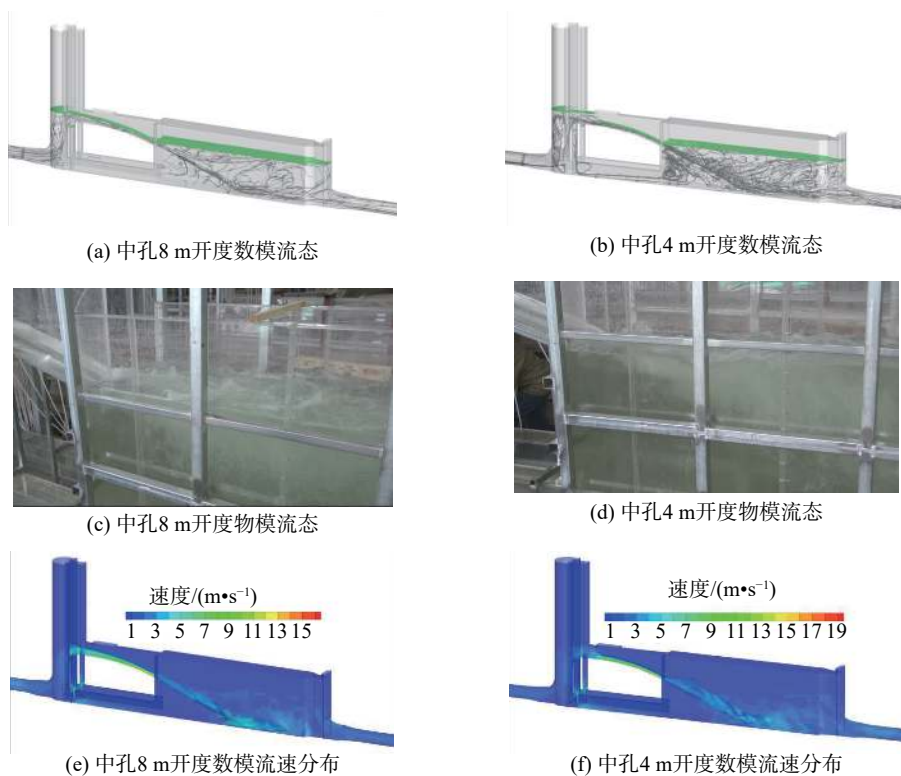 (a) 中孔8 m开度数模流态
(b) 中孔4 m开度数模流态
(c) 中孔8 m开度物模流态
(d) 中孔4 m开度物模流态
速度/(m•s⁻¹)
1 3 5 7 9 11 13 15
速度/(m•s⁻¹)
1 3 5 7 9 11 13 15 17 19
(e) 中孔8 m开度数模流速分布
(f) 中孔4 m开度数模流速分布